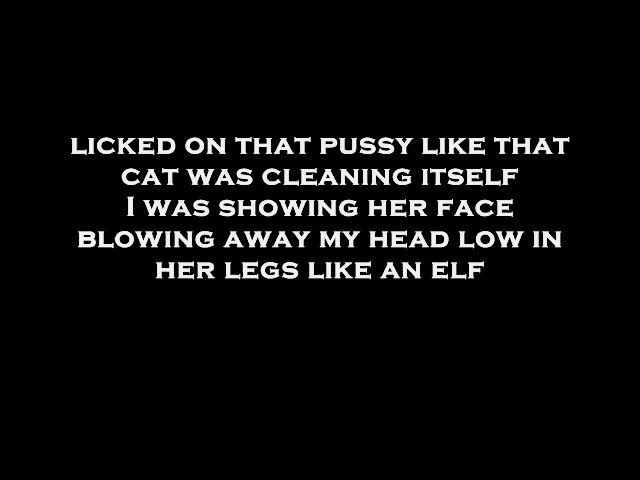 LICKED ON THAT PUSSY LIKE THAT
CAT WAS CLEANING ITSELF
I WAS SHOWING HER FACE
BLOWING AWAY MY HEAD LOW IN
HER LEGS LIKE AN ELF